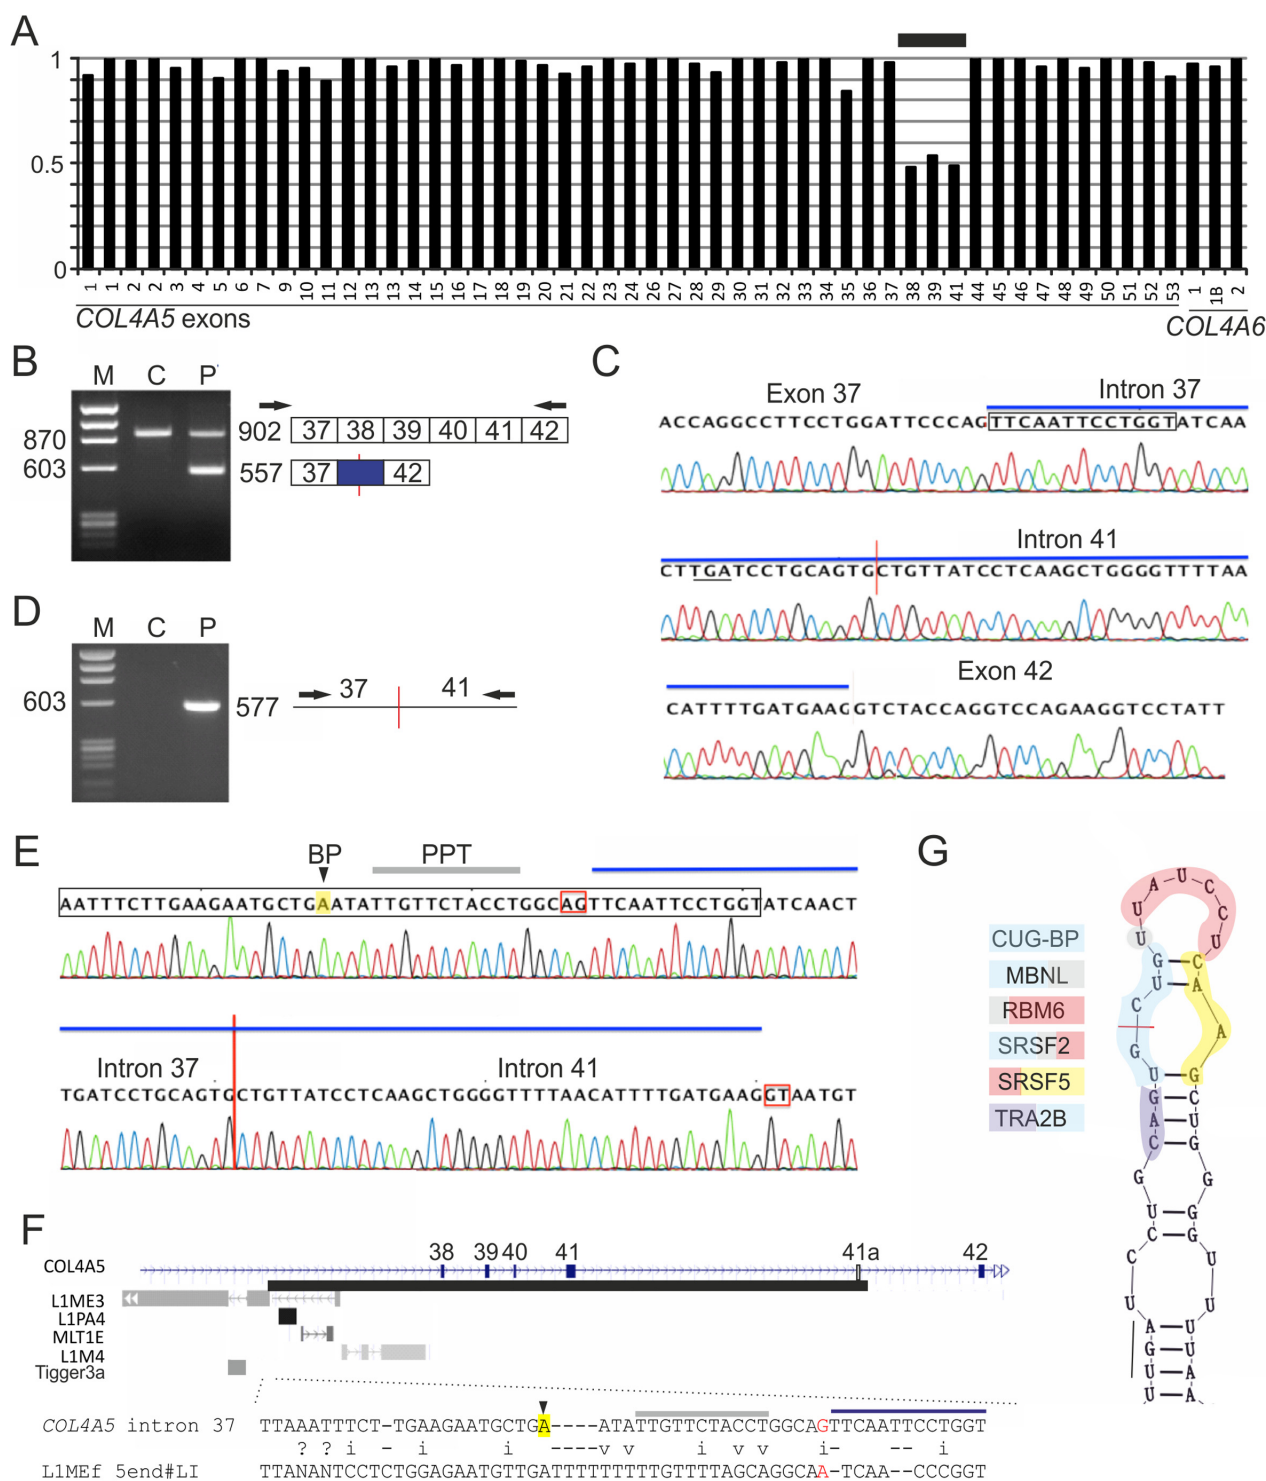 A
1
0.5
0
1 1 2 2 3 4 5 6 7 9 10 11 12 13 13 14 15 16 17 18 19 20 21 22 23 24 26 27 28 29 30 31 32 33 34 35 36 37 38 39 41 44 45 46 47 48 49 50 51 52 53 1 1B 2
COL4A5 exons
COL4A6
B
M C P
870
603
902 37 38 39 40 41 42
557 37 42
C
Exon 37 Intron 37
ACCAGGCCTTCCTGGATTCCCAGTTCAATTCCTGGTATCAA
Intron 41
CTTTGATCCTGCAGTGCTGTTATCCTCAAGCTGGGGTTTTAA
Exon 42
CATTTTGATGAAGGTCTACCAGGTCCAGAAGGTCCTATT
D
M C P
603
577
37 41
E
BP PPT
AATTTCTTGAAGAATGCTGAATATTGTTCTACCTGGCAGTTCAATTCCTGGTATCAACT
Intron 37 Intron 41
TGATCCTGCAGTGCTGTTATCCTCAAGCTGGGGTTTTAACATTTTGATGAAGGTAATGT
G
CUG-BP
MBNL
RBM6
SRSF2
SRSF5
TRA2B
U U A G U C C U G C A G U G C U G U U A U C C U C A A G C U G G G G U U U U A A
F
38 39 40 41 41a 42
COL4A5
L1ME3
L1PA4
MLT1E
L1M4
Tigger3a
COL4A5 intron 37 TTAAATTTCT-TGAAGAATGCTGA----ATATTGTTCTACCTGGCAGTTCAATTCCTGGT
? ? i - i i ----v v i v v i- -- i
L1MEf 5end#LI TTANANTCCTCTGGAGAATGTTGATTTTTTTTTGTTTTAGCAGGCAA-TCAA--CCCGGT